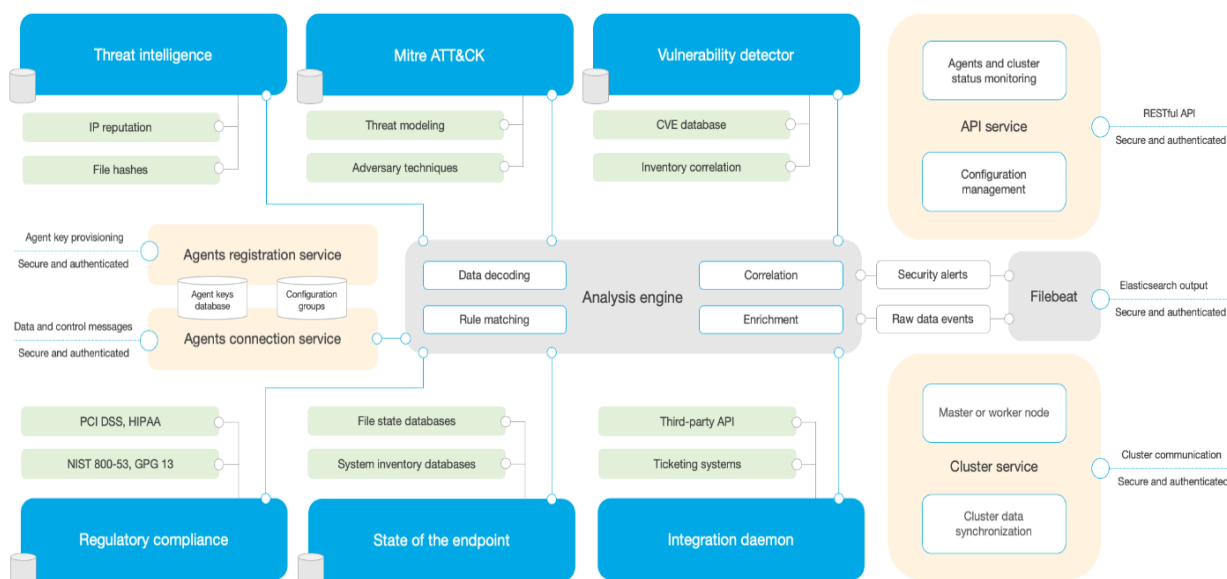 Threat intelligence
Mitre ATT&CK
Vulnerability detector
IP reputation
File hashes
Threat modeling
Adversary techniques
CVE database
Inventory correlation
Agents and cluster
status monitoring
API service
Configuration
management
RESTful API
Secure and authenticated
Agent key provisioning
Secure and authenticated
Agents registration service
Agent keys
database
Configuration
groups
Data and control messages
Secure and authenticated
Agents connection service
Data decoding
Rule matching
Analysis engine
Correlation
Enrichment
Security alerts
Raw data events
Filebeat
Elasticsearch output
Secure and authenticated
PCI DSS, HIPAA
NIST 800-53, GPG 13
File state databases
System inventory databases
Third-party API
Ticketing systems
Regulatory compliance
State of the endpoint
Integration daemon
Master or worker node
Cluster service
Cluster data
synchronization
Cluster communication
Secure and authenticated